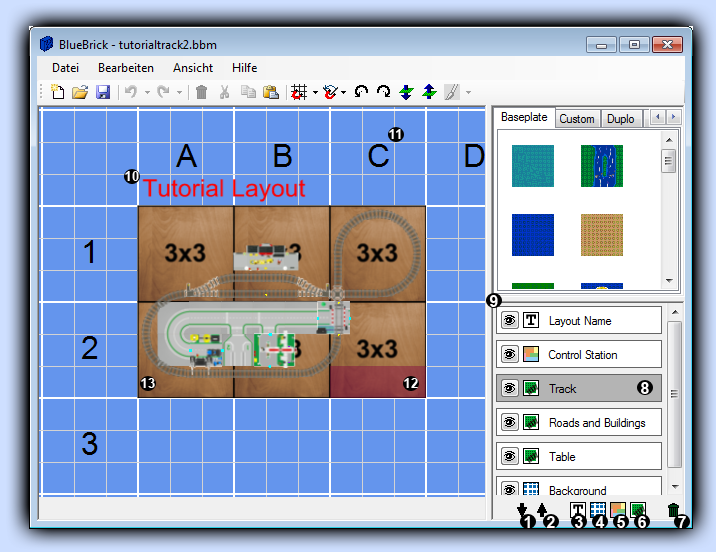 BlueBrick - tutorialtrack2.bbm
Datei Bearbeiten Ansicht Hilfe
Baseplate Custom Duplo
11
A B C D
10
Tutorial Layout
1 3x3 3 3x3
9
T Layout Name
2 3 3x3
Control Station
13 12
Track 8
Roads and Buildings
3
Table
Background
T
1 2 3 4 5 6 7